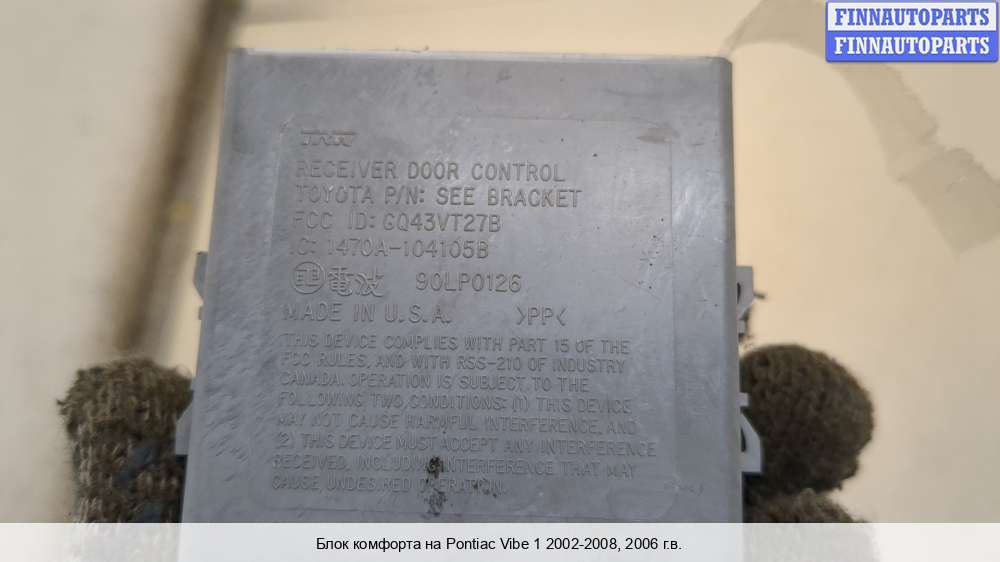 FINNAUTOPARTS
FINNAUTOPARTS
TRW
RECEIVER DOOR CONTROL
TOYOTA P/N: SEE BRACKET
FCC ID: GQ43VT27B
IC: 1470A-104105B
電波 90LP0126
MADE IN U.S.A. >PP<
THIS DEVICE COMPLIES WITH PART 15 OF THE
FCC RULES, AND WITH RSS-210 OF INDUSTRY
CANADA. OPERATION IS SUBJECT TO THE
FOLLOWING TWO CONDITIONS: (1) THIS DEVICE
MAY NOT CAUSE HARMFUL INTERFERENCE, AND
(2) THIS DEVICE MUST ACCEPT ANY INTERFERENCE
RECEIVED, INCLUDING INTERFERENCE THAT MAY
CAUSE UNDESIRED OPERATION.
Блок комфорта на Pontiac Vibe 1 2002-2008, 2006 г.в.